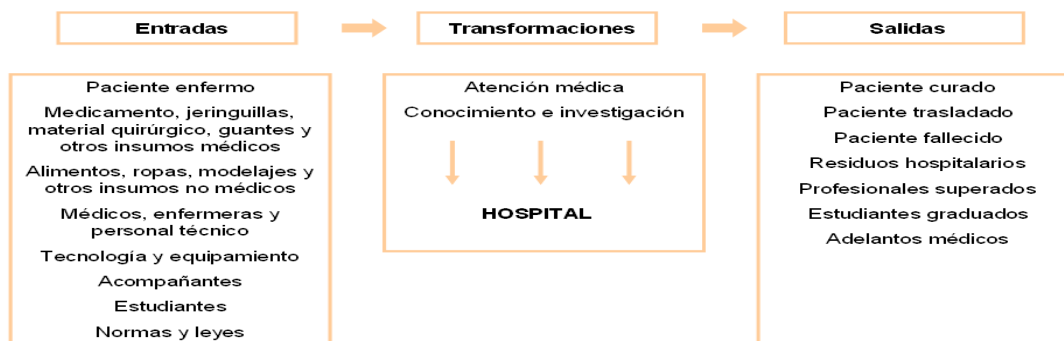 Entradas
Transformaciones
Salidas
Paciente enfermo
Medicamento, jeringuillas,
material quirúrgico, guantes y
otros insumos médicos
Alimentos, ropas, modelajes y
otros insumos no médicos
Médicos, enfermeras y
personal técnico
Tecnología y equipamiento
Acompañantes
Estudiantes
Normas y leyes
Atención médica
Conocimiento e investigación
HOSPITAL
Paciente curado
Paciente trasladado
Paciente fallecido
Residuos hospitalarios
Profesionales superados
Estudiantes graduados
Adelantos médicos